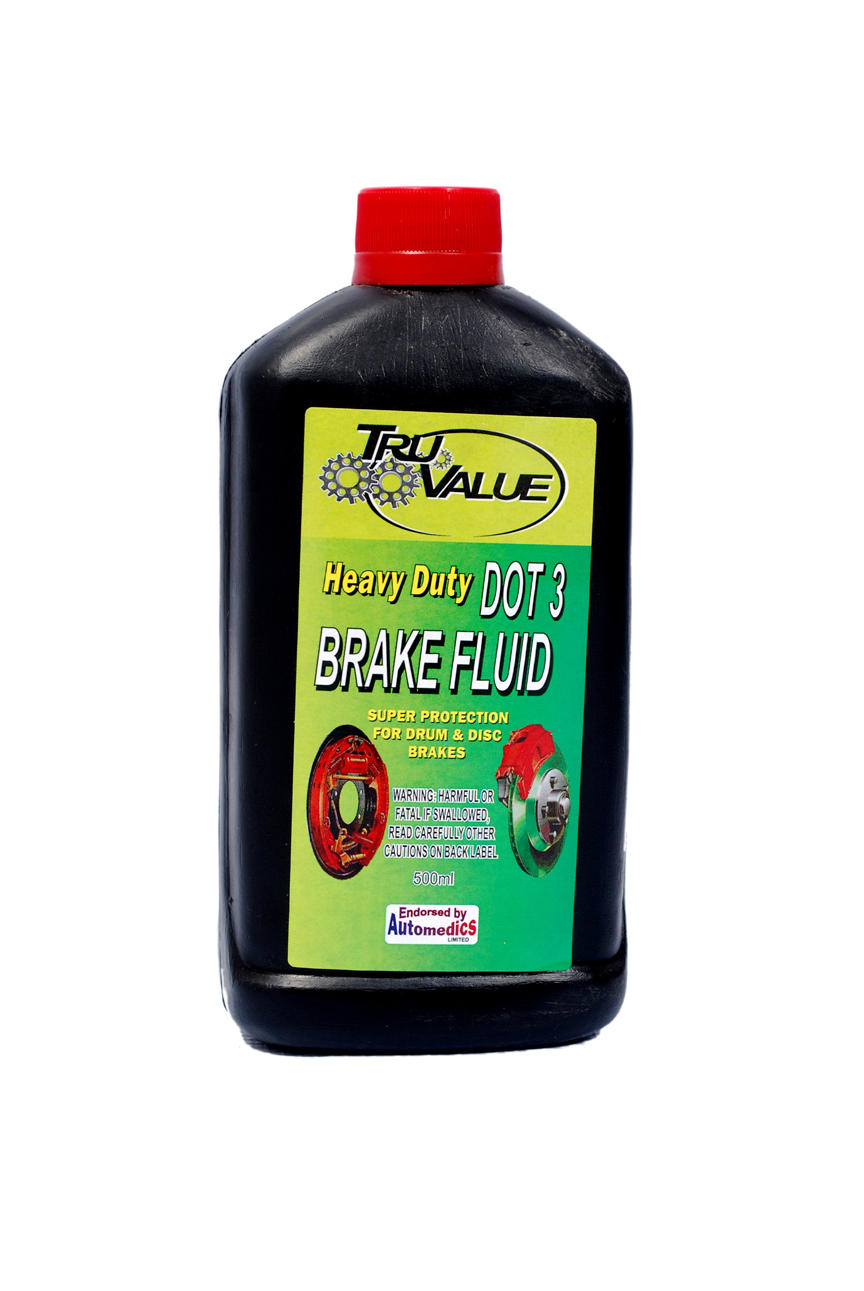 TRU
VALUE
Heavy Duty DOT 3
BRAKE FLUID
SUPER PROTECTION
FOR DRUM & DISC
BRAKES
WARNING: HARMFUL OR
FATAL IF SWALLOWED,
READ CAREFULLY OTHER
CAUTIONS ON BACK LABEL
500ml
Endorsed by
Automedics
LIMITED